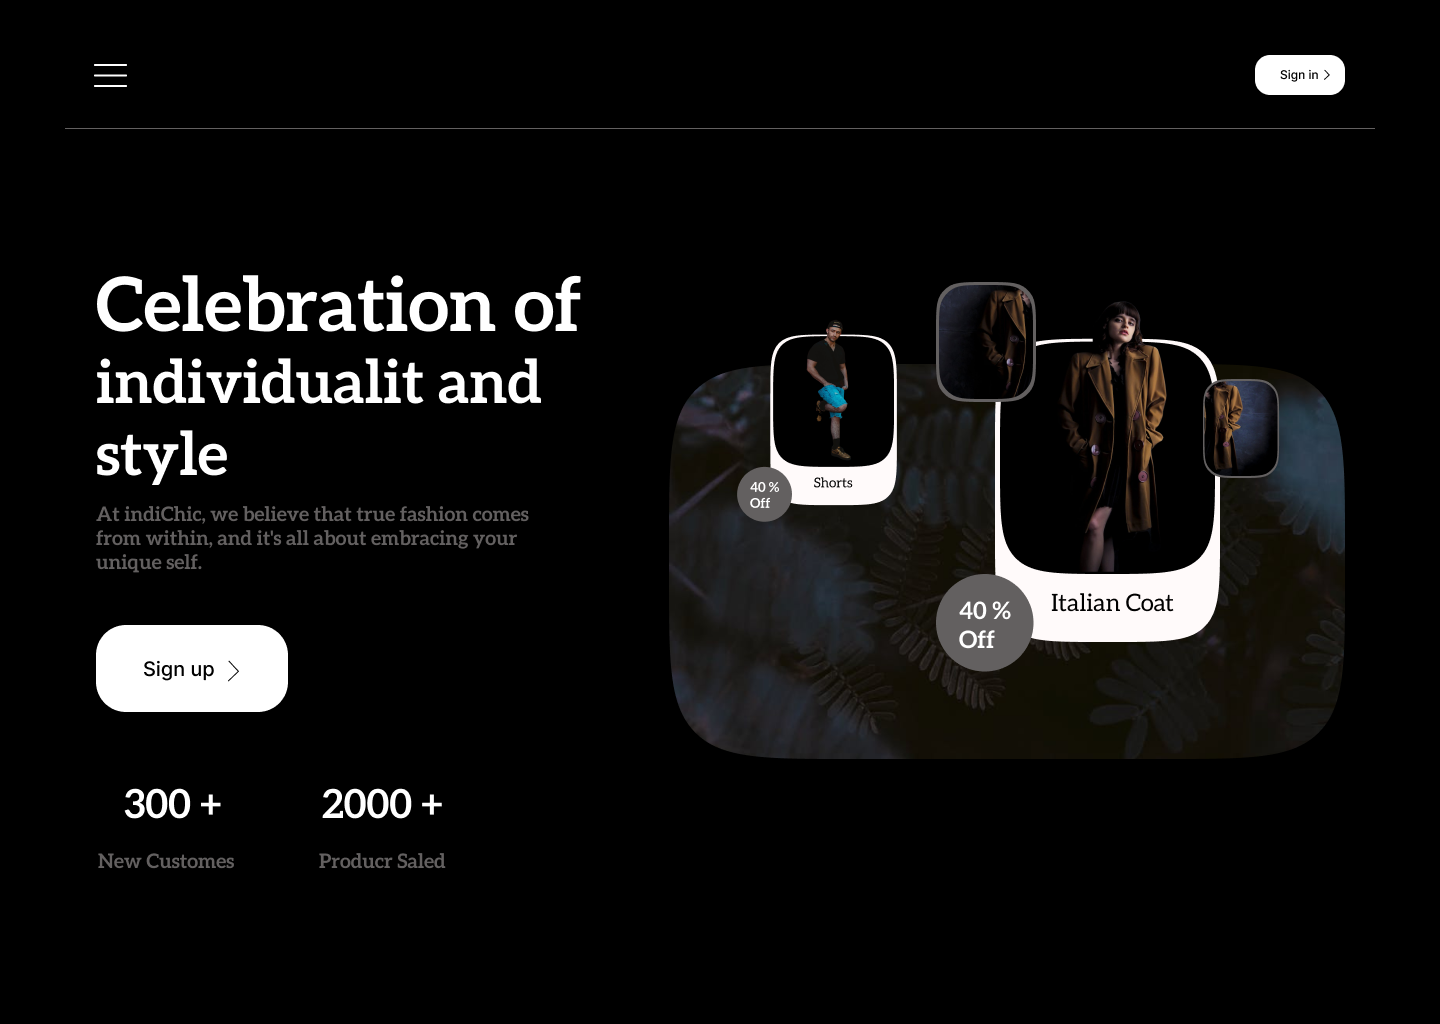 Sign in
Celebration of
individualit and
style
At indiChic, we believe that true fashion comes
from within, and it's all about embracing your
unique self.
Sign up
300 +
2000 +
New Customes
Producr Saled
Shorts
40 %
Off
Italian Coat
40 %
Off